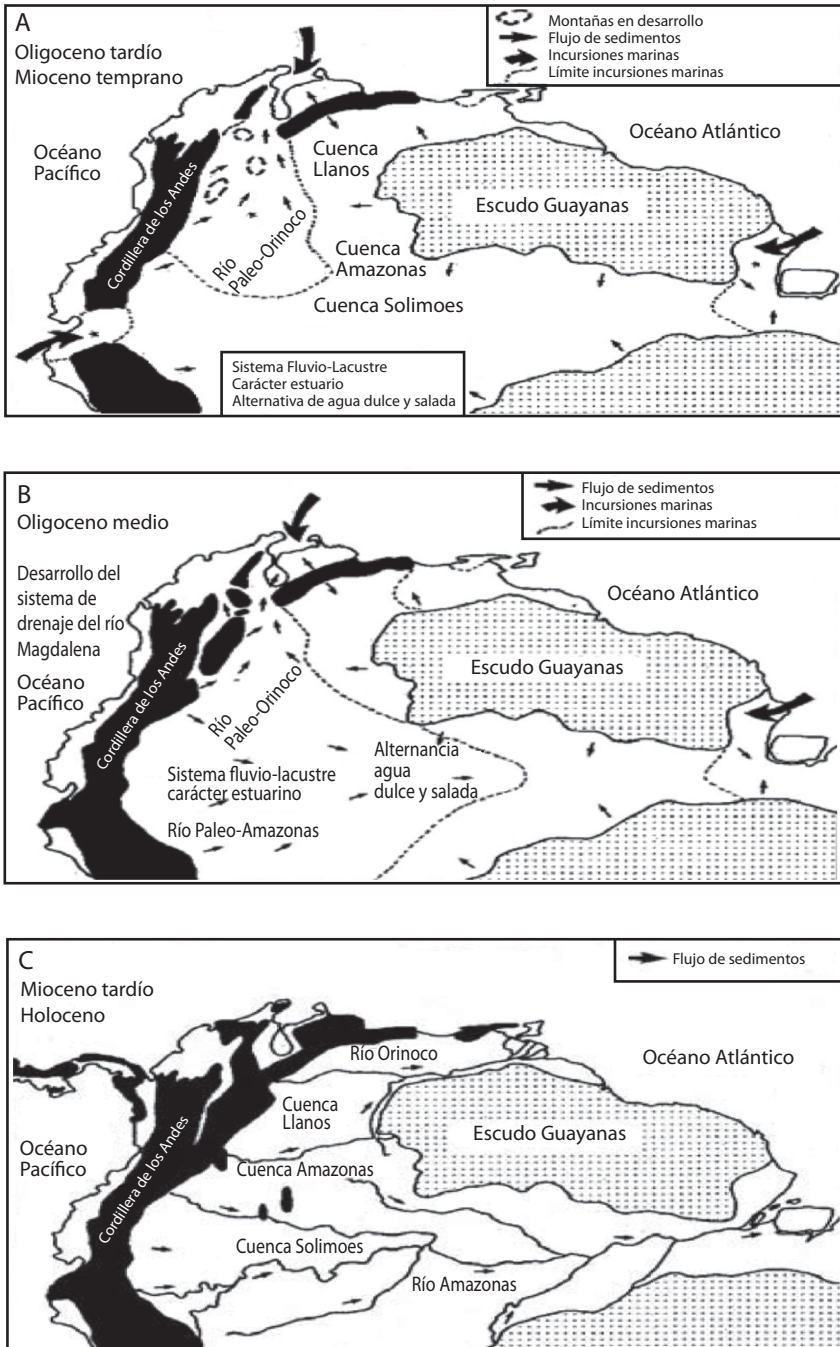 A
Oligoceno tardío
Mioceno temprano
Montañas en desarrollo
Flujo de sedimentos
Incursiones marinas
Límite incursiones marinas
Océano
Pacífico
Cordillera de los Andes
Cuenca
Llanos
Océano Atlántico
Escudo Guayanas
Río
Paleo-Orinoco
Cuenca
Amazonas
Cuenca Solimoes
Sistema Fluvio-Lacustre
Carácter estuario
Alternativa de agua dulce y salada
B
Oligoceno medio
Flujo de sedimentos
Incursiones marinas
Límite incursiones marinas
Desarrollo del
sistema de
drenaje del río
Magdalena
Océano
Pacífico
Cordillera de los Andes
Océano Atlántico
Escudo Guayanas
Río
Paleo-Orinoco
Sistema fluvio-lacustre
carácter estuarino
Alternancia
agua
dulce y salada
Río Paleo-Amazonas
C
Mioceno tardío
Holoceno
Flujo de sedimentos
Río Orinoco
Océano Atlántico
Océano
Pacífico
Cordillera de los Andes
Cuenca
Llanos
Escudo Guayanas
Cuenca Amazonas
Cuenca Solimoes
Río Amazonas